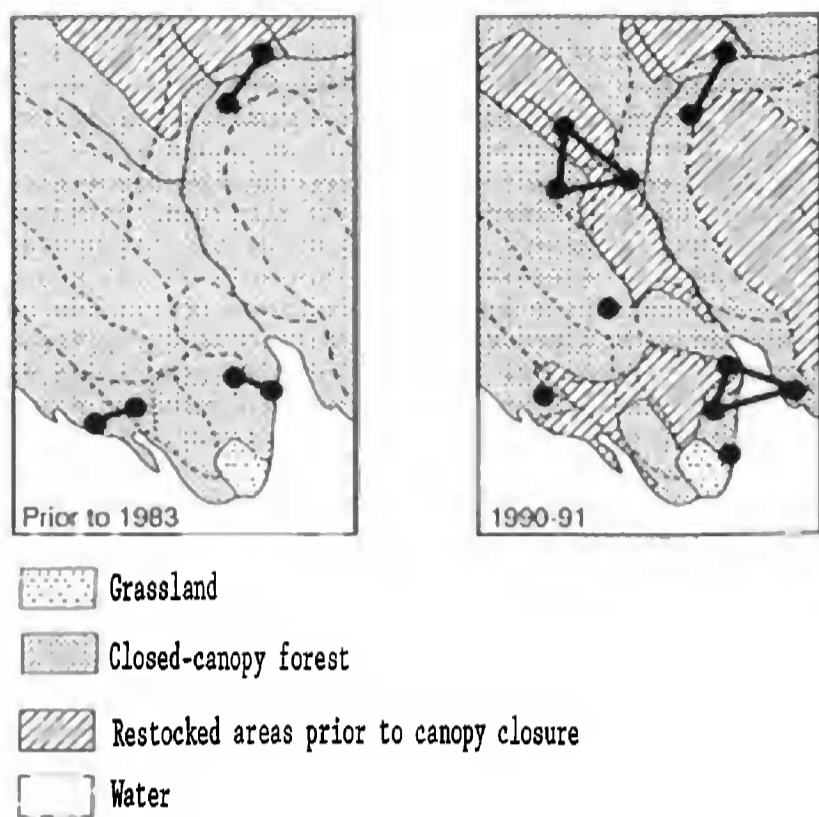 Prior to 1983
1990-91
Grassland
Closed-canopy forest
Restocked areas prior to canopy closure
Water